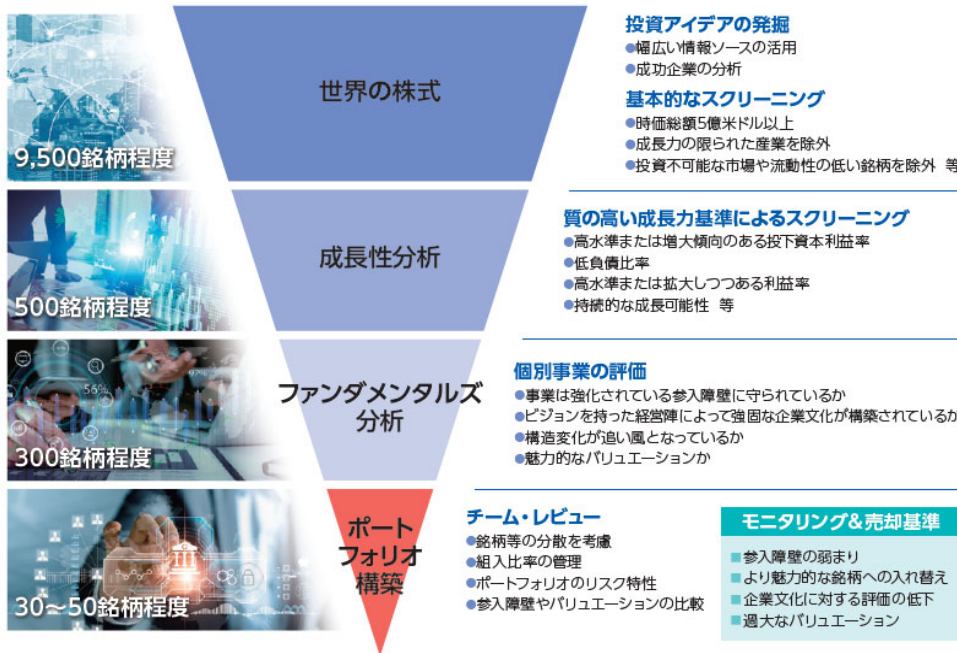 世界の株式
9,500銘柄程度
投資アイデアの発掘
●幅広い情報ソースの活用
●成功企業の分析
基本的なスクリーニング
●時価総額5億米ドル以上
●成長力の限られた産業を除外
●投資不可能な市場や流動性の低い銘柄を除外 等
成長性分析
500銘柄程度
質の高い成長力基準によるスクリーニング
●高水準または増大傾向のある投下資本利益率
●低負債比率
●高水準または拡大しつつある利益率
●持続的な成長可能性 等
ファンダメンタルズ
分析
56%
300銘柄程度
個別事業の評価
●事業は強化されている参入障壁に守られているか
●ビジョンを持った経営陣によって強固な企業文化が構築されているか
●構造変化が追い風となっているか
●魅力的なバリュエーションか
ポート
フォリオ
構築
30～50銘柄程度
チーム・レビュー
●銘柄等の分散を考慮
●組入比率の管理
●ポートフォリオのリスク特性
●参入障壁やバリュエーションの比較
モニタリング&売却基準
■参入障壁の弱まり
■より魅力的な銘柄への入れ替え
■企業文化に対する評価の低下
■過大なバリュエーション